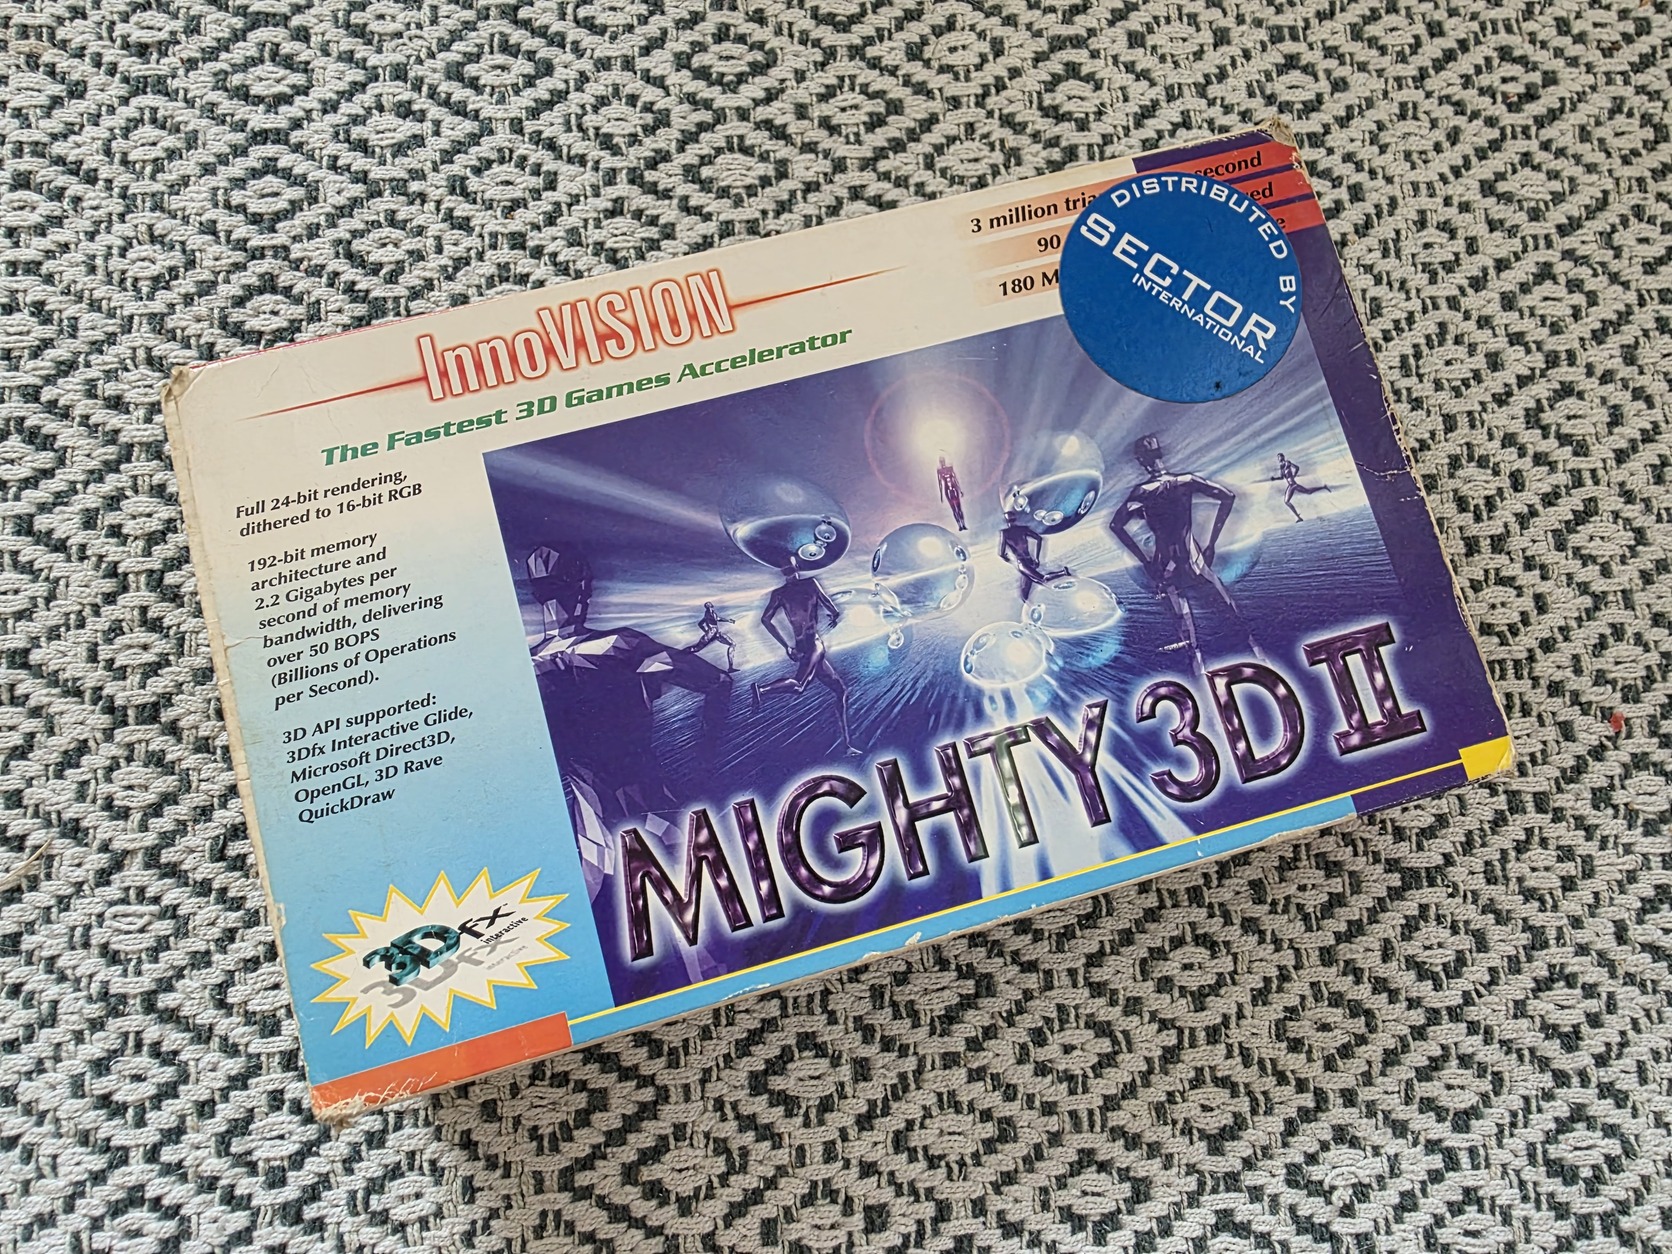 InnoVISION
The Fastest 3D Games Accelerator
3 million second
90
180
DISTRIBUTED BY
SECTOR
INTERNATIONAL
Full 24-bit rendering,
dithered to 16-bit RGB
192-bit memory
architecture and
2.2 Gigabytes per
second of memory
bandwidth, delivering
over 50 BOPS
(Billions of Operations
per Second).
3D API supported:
3Dfx Interactive Glide,
Microsoft Direct3D,
OpenGL, 3D Rave
QuickDraw
3DFX
interactive
MIGHTY 3D II